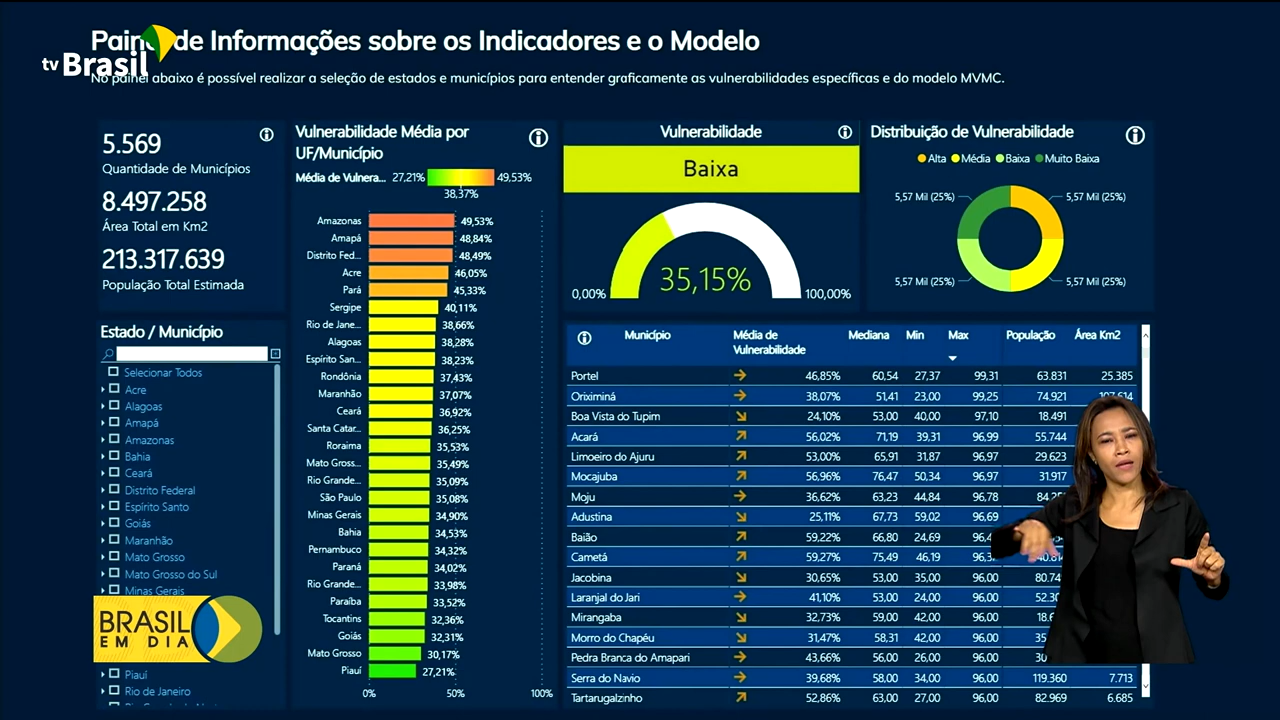 Painel de Informações sobre os Indicadores e o Modelo
tv Brasil
No painel abaixo é possível realizar a seleção de estados e municípios para entender graficamente as vulnerabilidades específicas e do modelo MVMC.
5.569
Quantidade de Municípios
8.497.258
Área Total em Km2
213.317.639
População Total Estimada
Estado / Município
Selecionar Todos
Acre
Alagoas
Amapá
Amazonas
Bahia
Ceará
Distrito Federal
Espírito Santo
Goiás
Maranhão
Mato Grosso
Mato Grosso do Sul
Minas Gerais
BRASIL
EM DIA
Piauí
Rio de Janeiro
Vulnerabilidade Média por
UF/Município
Média de Vulnera... 27,21% 49,53%
38,37%
Amazonas 49,53%
Amapá 48,84%
Distrito Fed... 48,49%
Acre 46,05%
Pará 45,33%
Sergipe 40,11%
Rio de Jane... 38,66%
Alagoas 38,28%
Espírito San... 38,23%
Rondônia 37,43%
Maranhão 37,07%
Ceará 36,92%
Santa Catar... 36,25%
Roraima 35,53%
Mato Gross... 35,49%
Rio Grande... 35,09%
São Paulo 35,08%
Minas Gerais 34,90%
Bahia 34,53%
Pernambuco 34,32%
Paraná 34,02%
Rio Grande... 33,98%
Paraíba 33,52%
Tocantins 32,36%
Goiás 32,31%
Mato Grosso 30,17%
Piauí 27,21%
0% 50% 100%
Vulnerabilidade
Baixa
35,15%
0,00% 100,00%
Distribuição de Vulnerabilidade
Alta Média Baixa Muito Baixa
5,57 Mil (25%) 5,57 Mil (25%)
5,57 Mil (25%) 5,57 Mil (25%)
Município Média de Vulnerabilidade Mediana Min Max População Área Km2
Portel 46,85% 60,54 27,37 99,31 63.831 25.385
Oriximiná 38,07% 51,41 23,00 99,25 74.921 107.614
Boa Vista do Tupim 24,10% 53,00 40,00 97,10 18.491
Acará 56,02% 71,19 39,31 96,99 55.744
Limoeiro do Ajuru 53,00% 65,91 31,87 96,97 29.623
Mocajuba 56,96% 76,47 50,34 96,97 31.917
Moju 36,62% 63,23 44,84 96,78
Adustina 25,11% 67,73 59,02 96,69
Baião 59,22% 66,80 24,69
Cametá 59,27% 75,49 46,19
Jacobina 30,65% 53,00 35,00 96,00
Laranjal do Jari 41,10% 53,00 24,00 96,00
Mirangaba 32,73% 59,00 42,00 96,00
Morro do Chapéu 31,47% 58,31 42,00 96,00
Pedra Branca do Amapari 43,66% 56,00 26,00 96,00
Serra do Navio 39,68% 58,00 34,00 96,00 119.360 7.713
Tartarugalzinho 52,86% 63,00 27,00 96,00 82.969 6.685